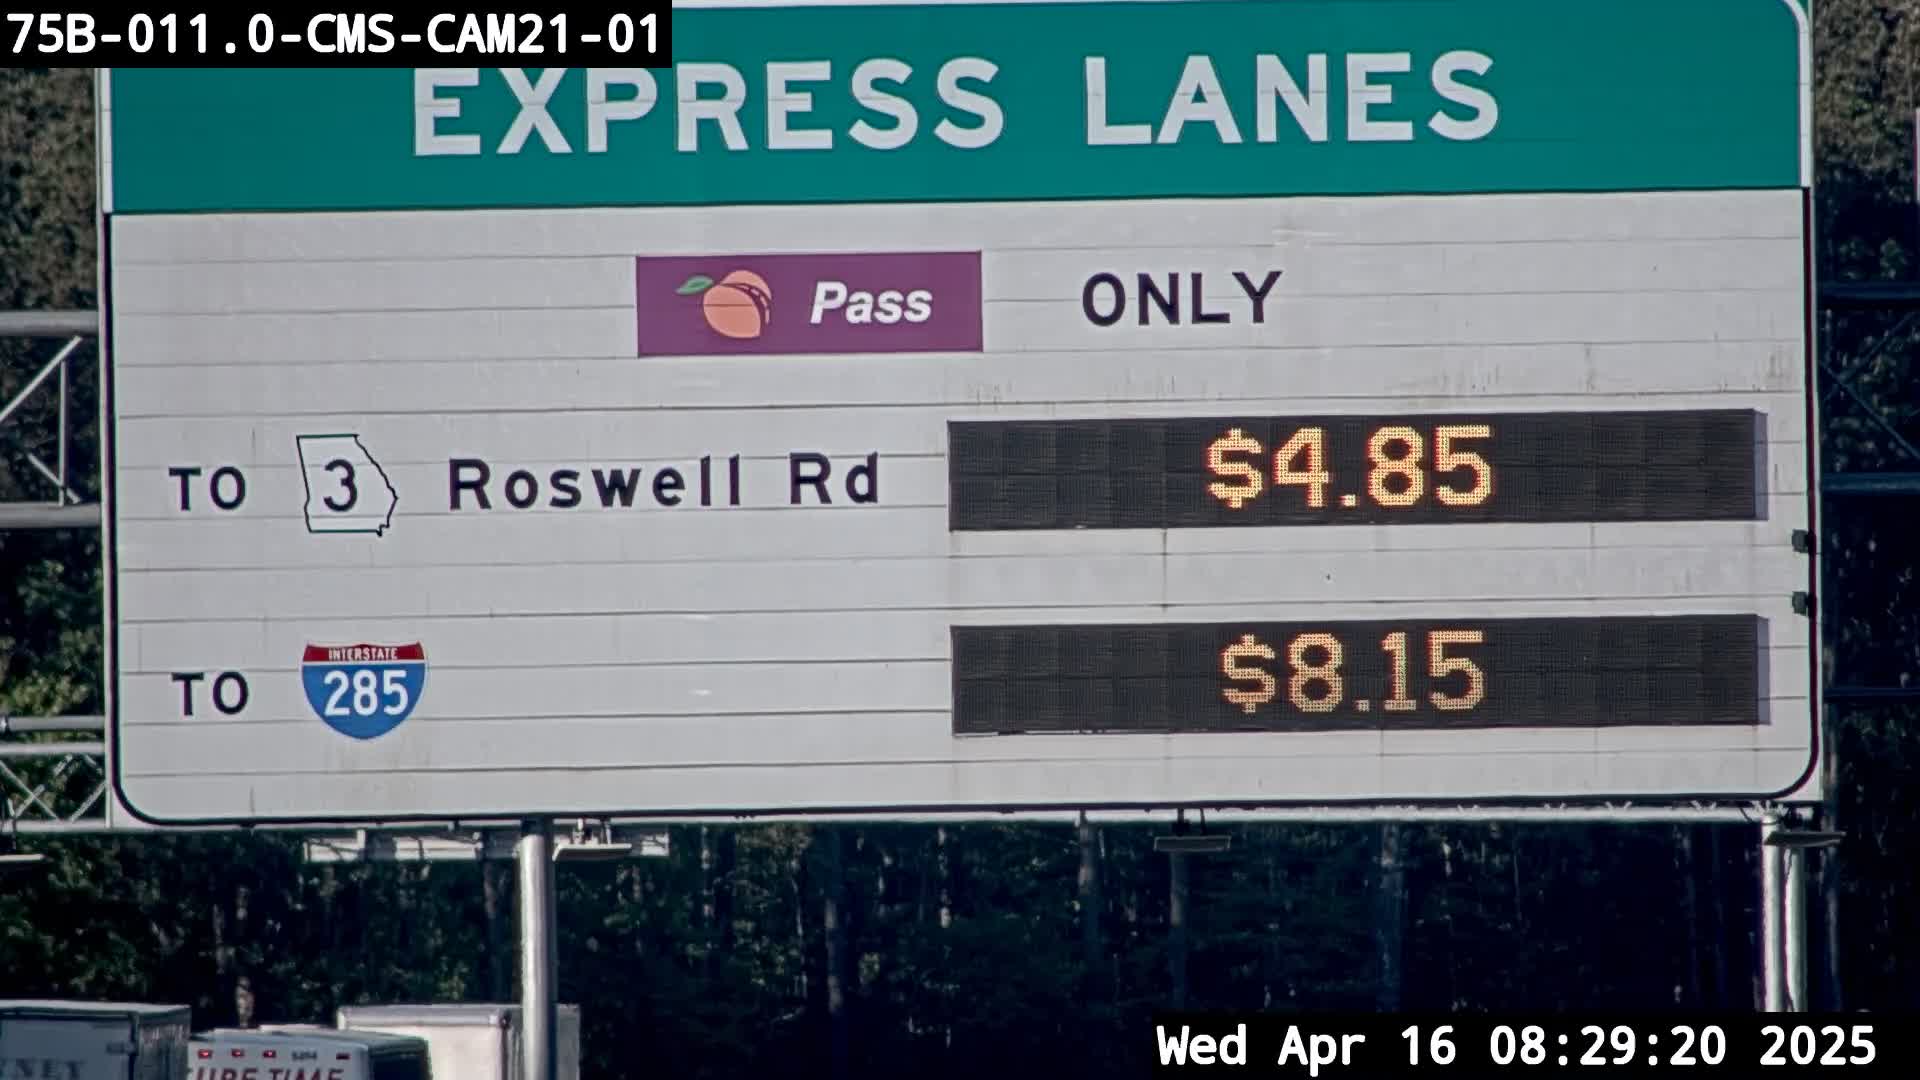 75B-011.0-CMS-CAM21-01
EXPRESS LANES
Pass ONLY
TO 3 Roswell Rd $4.85
INTERSTATE
TO 285 $8.15
Wed Apr 16 08:29:20 2025